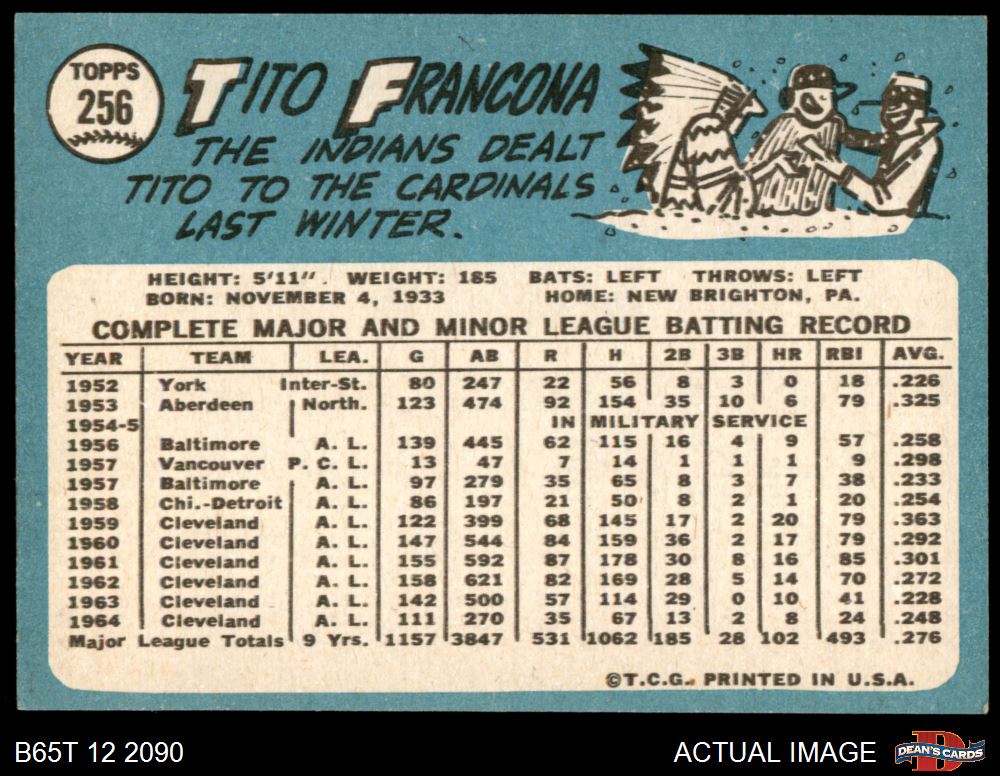 TOPPS
256
TITO FRANCONA
THE INDIANS DEALT
TITO TO THE CARDINALS
LAST WINTER.
HEIGHT: 5'11". WEIGHT: 185 BATS: LEFT THROWS: LEFT
BORN: NOVEMBER 4, 1933 HOME: NEW BRIGHTON, PA.
COMPLETE MAJOR AND MINOR LEAGUE BATTING RECORD
YEAR TEAM LEA. G AB R H 2B 3B HR RBI AVG.
1952 York Inter-St. 80 247 22 56 8 3 0 18 .226
1953 Aberdeen North. 123 474 92 154 35 10 6 79 .325
1954-5 IN MILITARY SERVICE
1956 Baltimore A. L. 139 445 62 115 16 4 9 57 .258
1957 Vancouver P. C. L. 13 47 7 14 1 1 1 9 .298
1957 Baltimore A. L. 97 279 35 65 8 3 7 38 .233
1958 Chi.-Detroit A. L. 86 197 21 50 8 2 1 20 .254
1959 Cleveland A. L. 122 399 68 145 17 2 20 79 .363
1960 Cleveland A. L. 147 544 84 159 36 2 17 79 .292
1961 Cleveland A. L. 155 592 87 178 30 8 16 85 .301
1962 Cleveland A. L. 158 621 82 169 28 5 14 70 .272
1963 Cleveland A. L. 142 500 57 114 29 0 10 41 .228
1964 Cleveland A. L. 111 270 35 67 13 2 8 24 .248
Major League Totals 9 Yrs. 1157 3847 531 1062 185 28 102 493 .276
©T.C.G. PRINTED IN U.S.A.
B65T 12 2090 ACTUAL IMAGE D DEAN'S CARDS